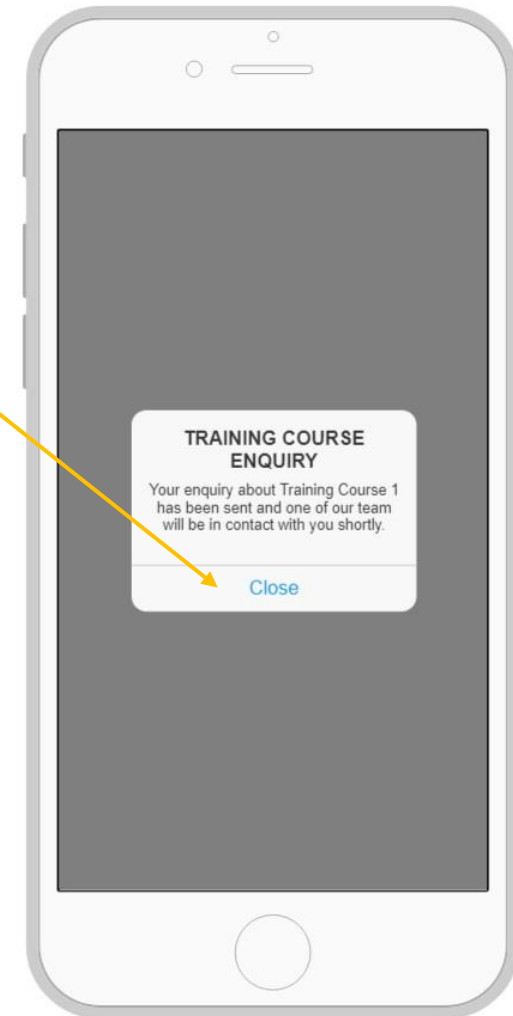 TRAINING COURSE
ENQUIRY
Your enquiry about Training Course 1
has been sent and one of our team
will be in contact with you shortly.
Close